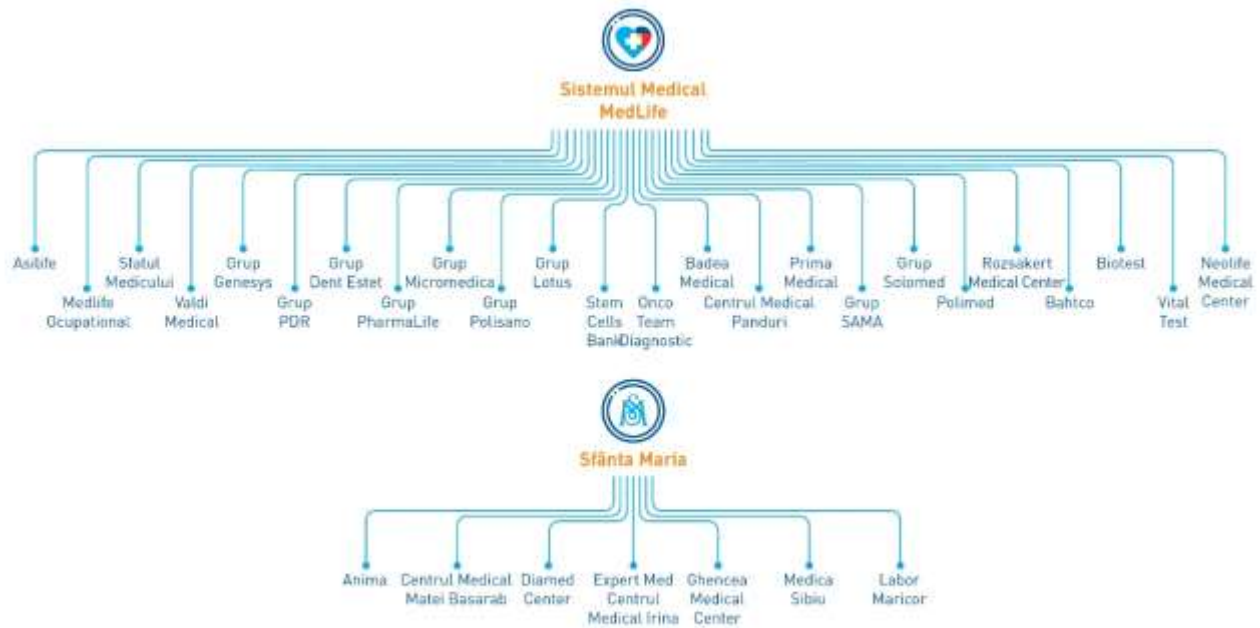 Sistemul Medical
MedLife
Asilife
Medlife
Ocupational
Sfatul
Medicului
Valdi
Medical
Grup
Genesys
Grup
PDR
Grup
Dent Estet
Grup
PharmaLife
Grup
Micromedica
Grup
Polisano
Grup
Lotus
Stem
Cells
Bank
Onco
Team
Diagnostic
Badea
Medical
Centrul Medical
Panduri
Prima
Medical
Grup
SAMA
Grup
Solomed
Polimed
Rozsakert
Medical Center
Bahtco
Biotest
Vital
Test
Neolife
Medical
Center
Sfânta Maria
Anima
Centrul Medical
Matei Basarab
Diamed
Center
Expert Med
Centrul
Medical Irina
Ghencea
Medical
Center
Medica
Sibiu
Labor
Maricor